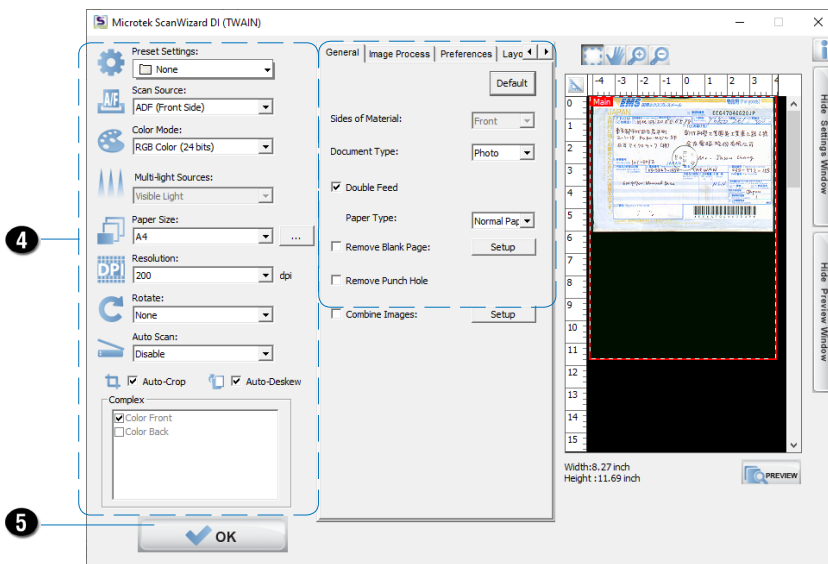 Microtek ScanWizard DI (TWAIN)
Preset Settings:
None
Scan Source:
A/F
ADF (Front Side)
Color Mode:
RGB Color (24 bits)
Multi-light Sources:
Visible Light
Paper Size:
A4
...
Resolution:
DPI
200
dpi
Rotate:
None
Auto Scan:
Disable
Auto-Crop
Auto-Deskew
Complex
Color Front
Color Back
4
5
OK
General
Image Process
Preferences
Layo
Default
Sides of Material:
Front
Document Type:
Photo
Double Feed
Paper Type:
Normal Pap
Remove Blank Page:
Setup
Remove Punch Hole
Combine Images:
Setup
-4 -3 -2 -1 0 1 2 3 4
0
1
2
3
4
5
6
7
8
9
10
11
12
13
14
15
Main
EMS
EG647046020JP
Width:8.27 inch
Height :11.69 inch
PREVIEW
Hide Settings Window
Hide Preview Window